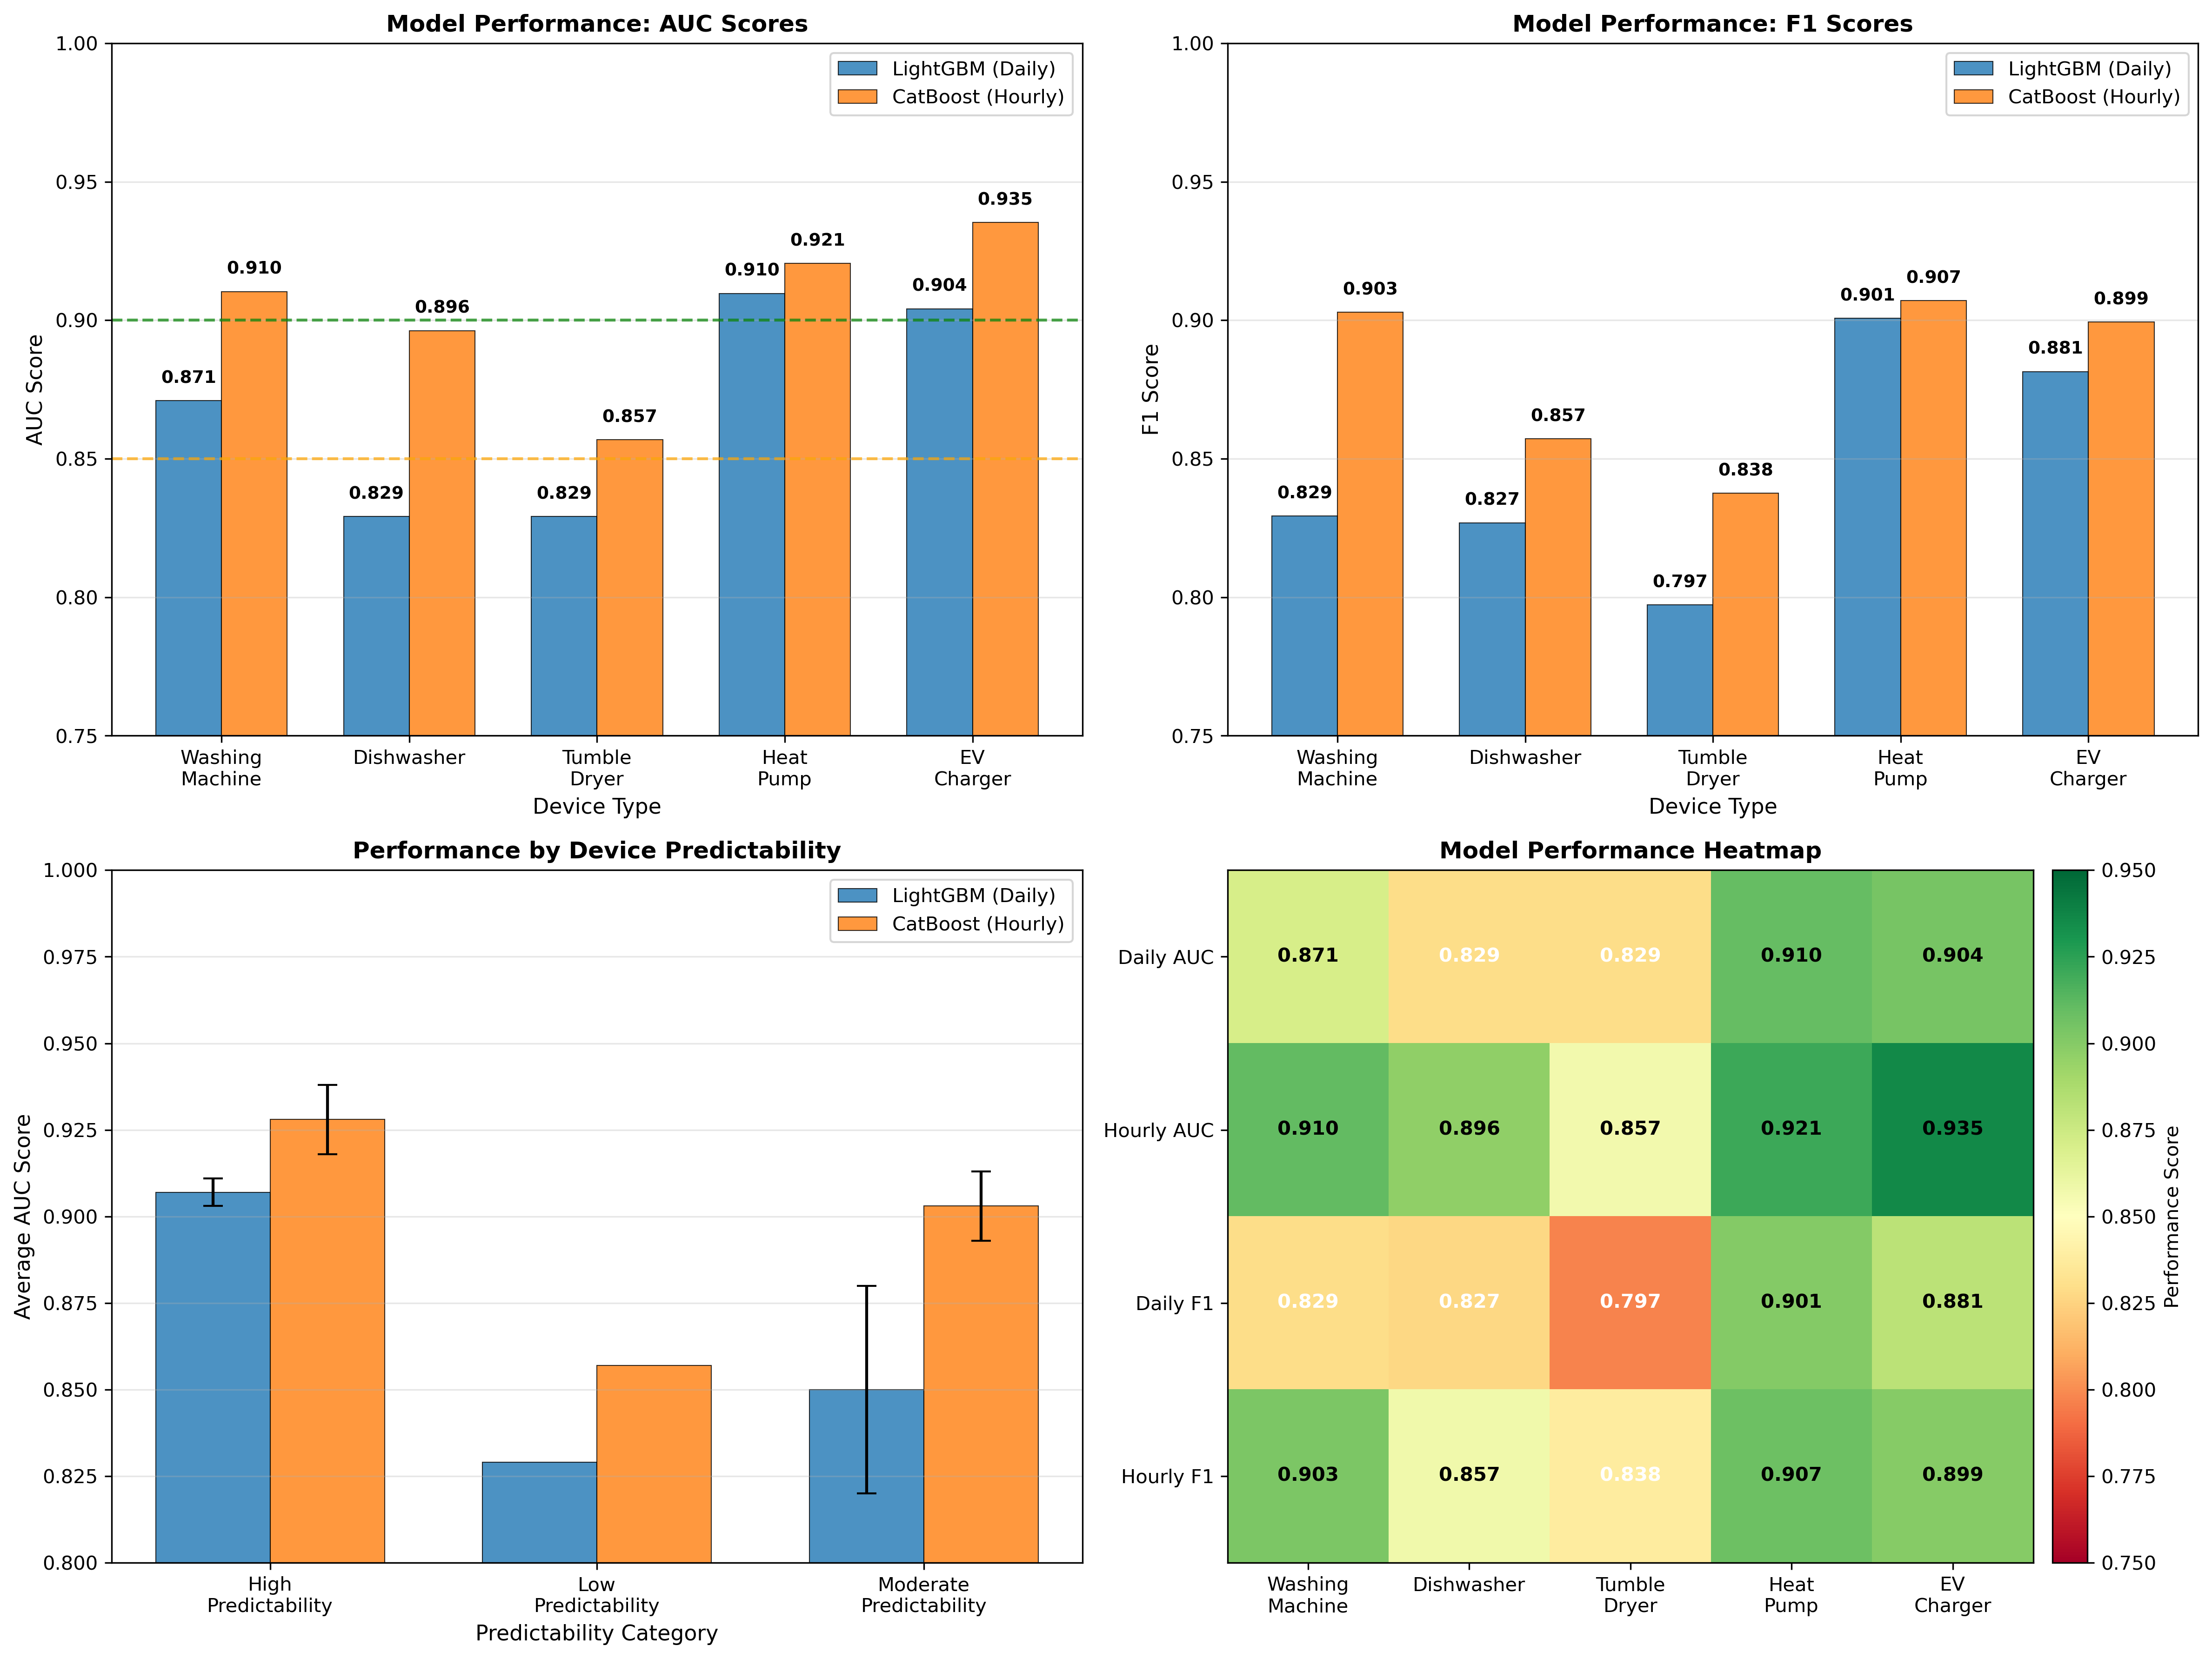 Model Performance: AUC Scores
1.00
0.95
0.90
0.85
0.80
0.75
AUC Score
LightGBM (Daily)
CatBoost (Hourly)
0.871
0.910
0.829
0.896
0.829
0.857
0.910
0.921
0.904
0.935
Washing
Machine
Dishwasher
Tumble
Dryer
Heat
Pump
EV
Charger
Device Type
Model Performance: F1 Scores
1.00
0.95
0.90
0.85
0.80
0.75
F1 Score
LightGBM (Daily)
CatBoost (Hourly)
0.829
0.903
0.827
0.857
0.797
0.838
0.901
0.907
0.881
0.899
Washing
Machine
Dishwasher
Tumble
Dryer
Heat
Pump
EV
Charger
Device Type
Performance by Device Predictability
1.000
0.975
0.950
0.925
0.900
0.875
0.850
0.825
0.800
Average AUC Score
LightGBM (Daily)
CatBoost (Hourly)
High
Predictability
Low
Predictability
Moderate
Predictability
Predictability Category
Model Performance Heatmap
Daily AUC 0.871 0.829 0.829 0.910 0.904
Hourly AUC 0.910 0.896 0.857 0.921 0.935
Daily F1 0.829 0.827 0.797 0.901 0.881
Hourly F1 0.903 0.857 0.838 0.907 0.899
Washing
Machine
Dishwasher
Tumble
Dryer
Heat
Pump
EV
Charger
0.950
0.925
0.900
0.875
0.850
0.825
0.800
0.775
0.750
Performance Score